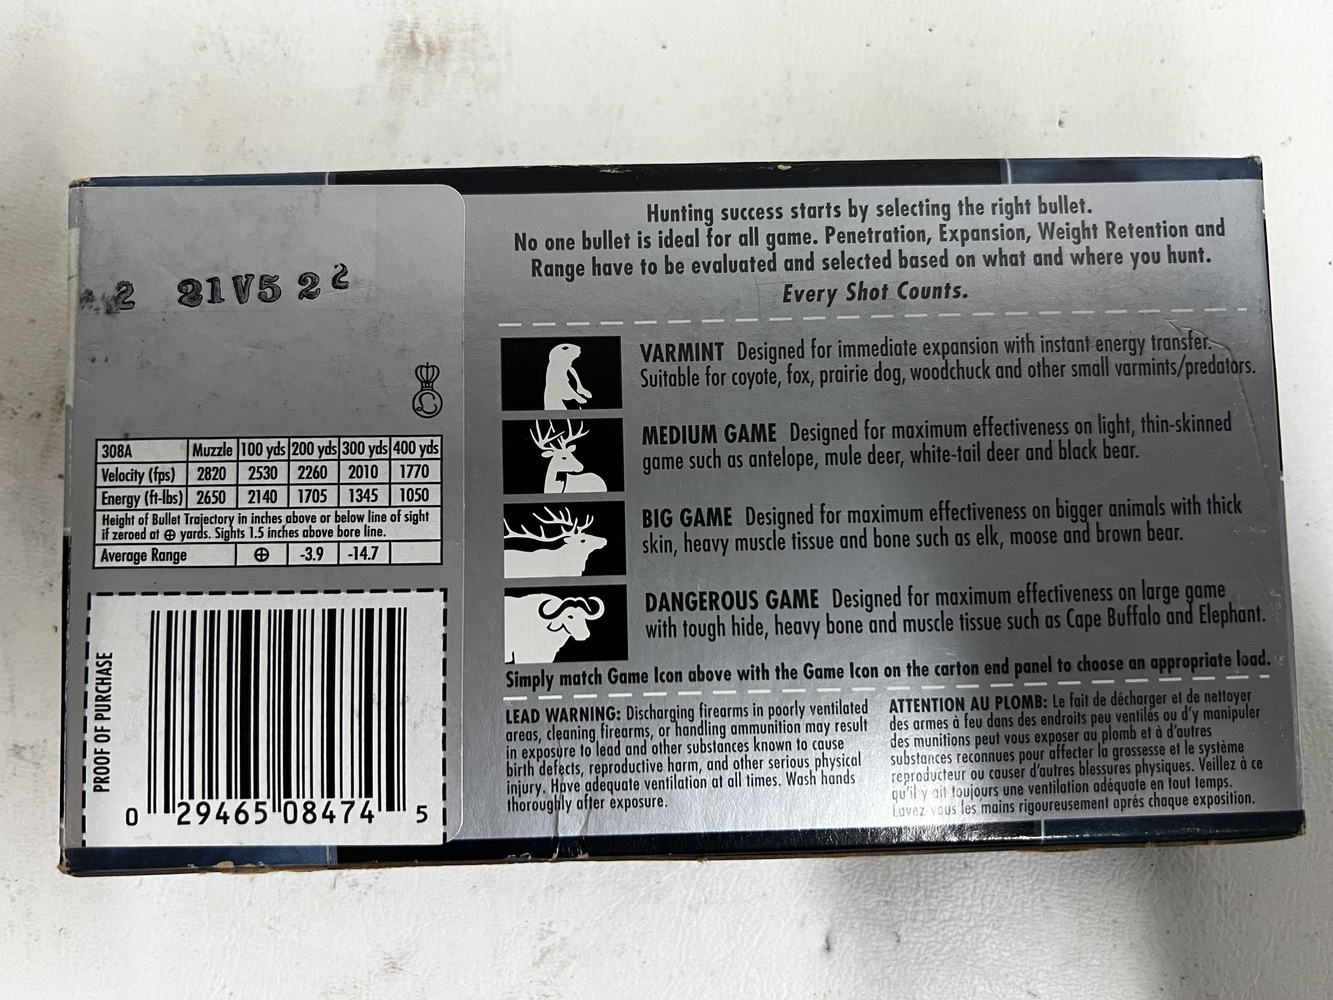 2 21V5 2 2
308A Muzzle 100 yds 200 yds 300 yds 400 yds
Velocity (fps) 2820 2530 2260 2010 1770
Energy (ft-lbs) 2650 2140 1705 1345 1050
Height of Bullet Trajectory in inches above or below line of sight
if zeroed at ⊕ yards. Sights 1.5 inches above bore line.
Average Range ⊕ -3.9 -14.7
PROOF OF PURCHASE
0 29465 08474 5
Hunting success starts by selecting the right bullet.
No one bullet is ideal for all game. Penetration, Expansion, Weight Retention and
Range have to be evaluated and selected based on what and where you hunt.
Every Shot Counts.
VARMINT Designed for immediate expansion with instant energy transfer.
Suitable for coyote, fox, prairie dog, woodchuck and other small varmints/predators.
MEDIUM GAME Designed for maximum effectiveness on light, thin-skinned
game such as antelope, mule deer, white-tail deer and black bear.
BIG GAME Designed for maximum effectiveness on bigger animals with thick
skin, heavy muscle tissue and bone such as elk, moose and brown bear.
DANGEROUS GAME Designed for maximum effectiveness on large game
with tough hide, heavy bone and muscle tissue such as Cape Buffalo and Elephant.
Simply match Game Icon above with the Game Icon on the carton end panel to choose an appropriate load.
LEAD WARNING: Discharging firearms in poorly ventilated
areas, cleaning firearms, or handling ammunition may result
in exposure to lead and other substances known to cause
birth defects, reproductive harm, and other serious physical
injury. Have adequate ventilation at all times. Wash hands
thoroughly after exposure.
ATTENTION AU PLOMB: Le fait de décharger et de nettoyer
des armes à feu dans des endroits peu ventilés ou d'y manipuler
des munitions peut vous exposer au plomb et à d'autres
substances reconnues pour affecter la grossesse et le système
reproducteur ou causer d'autres blessures physiques. Veillez à ce
qu'il y ait toujours une ventilation adéquate en tout temps.
Lavez vous les mains rigoureusement aprés chaque exposition.